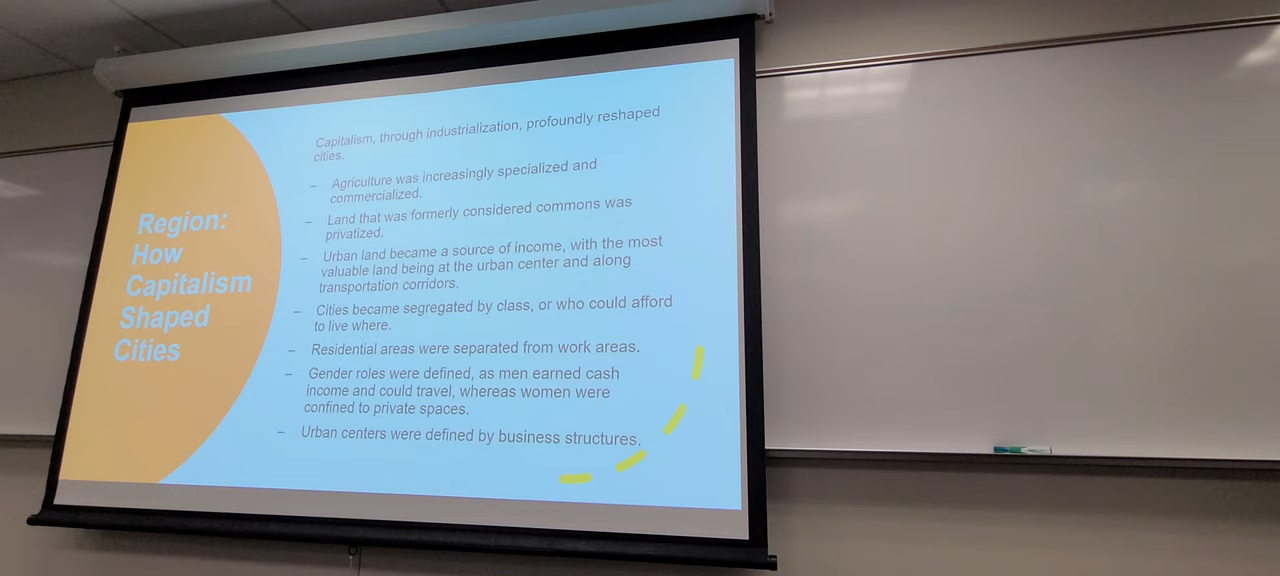 Region:
How
Capitalism
Shaped
Cities
Capitalism, through industrialization, profoundly reshaped
cities.
– Agriculture was increasingly specialized and
commercialized.
– Land that was formerly considered commons was
privatized.
– Urban land became a source of income, with the most
valuable land being at the urban center and along
transportation corridors.
– Cities became segregated by class, or who could afford
to live where.
– Residential areas were separated from work areas.
– Gender roles were defined, as men earned cash
income and could travel, whereas women were
confined to private spaces.
– Urban centers were defined by business structures.